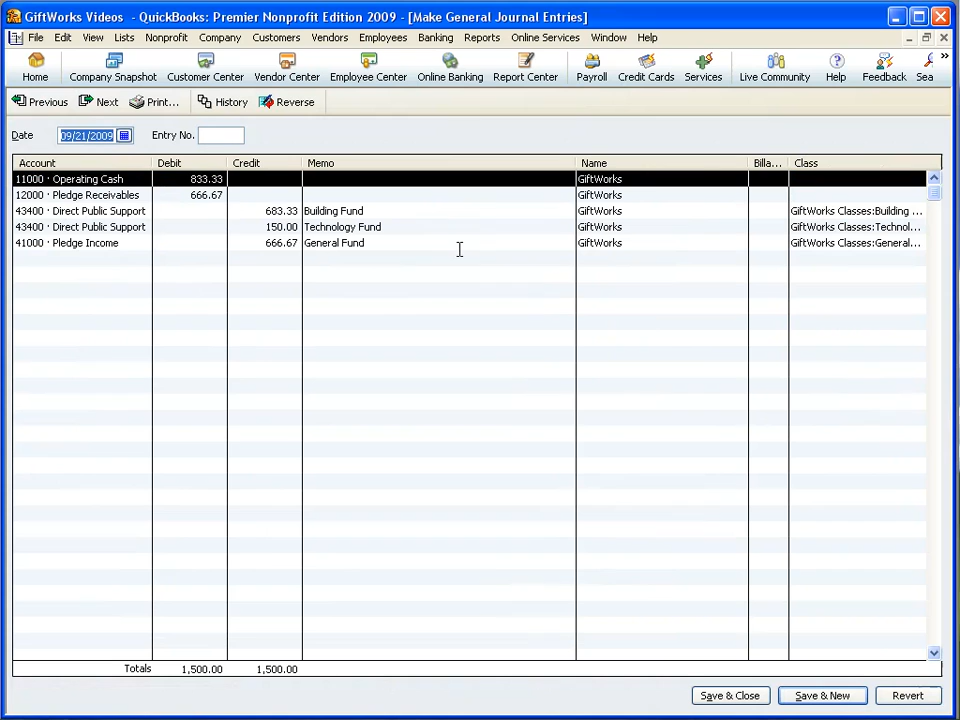 GiftWorks Videos - QuickBooks: Premier Nonprofit Edition 2009 - [Make General Journal Entries]
File Edit View Lists Nonprofit Company Customers Vendors Employees Banking Reports Online Services Window Help
Home Company Snapshot Customer Center Vendor Center Employee Center Online Banking Report Center Payroll Credit Cards Services Live Community Help Feedback Sea
Previous Next Print... History Reverse
Date 09/21/2009 Entry No.
Account Debit Credit Memo Name Billa... Class
11000 · Operating Cash 833.33 GiftWorks
12000 · Pledge Receivables 666.67 GiftWorks
43400 · Direct Public Support 683.33 Building Fund GiftWorks GiftWorks Classes:Building ...
43400 · Direct Public Support 150.00 Technology Fund GiftWorks GiftWorks Classes:Technol...
41000 · Pledge Income 666.67 General Fund GiftWorks GiftWorks Classes:General...
Totals 1,500.00 1,500.00
Save & Close Save & New Revert